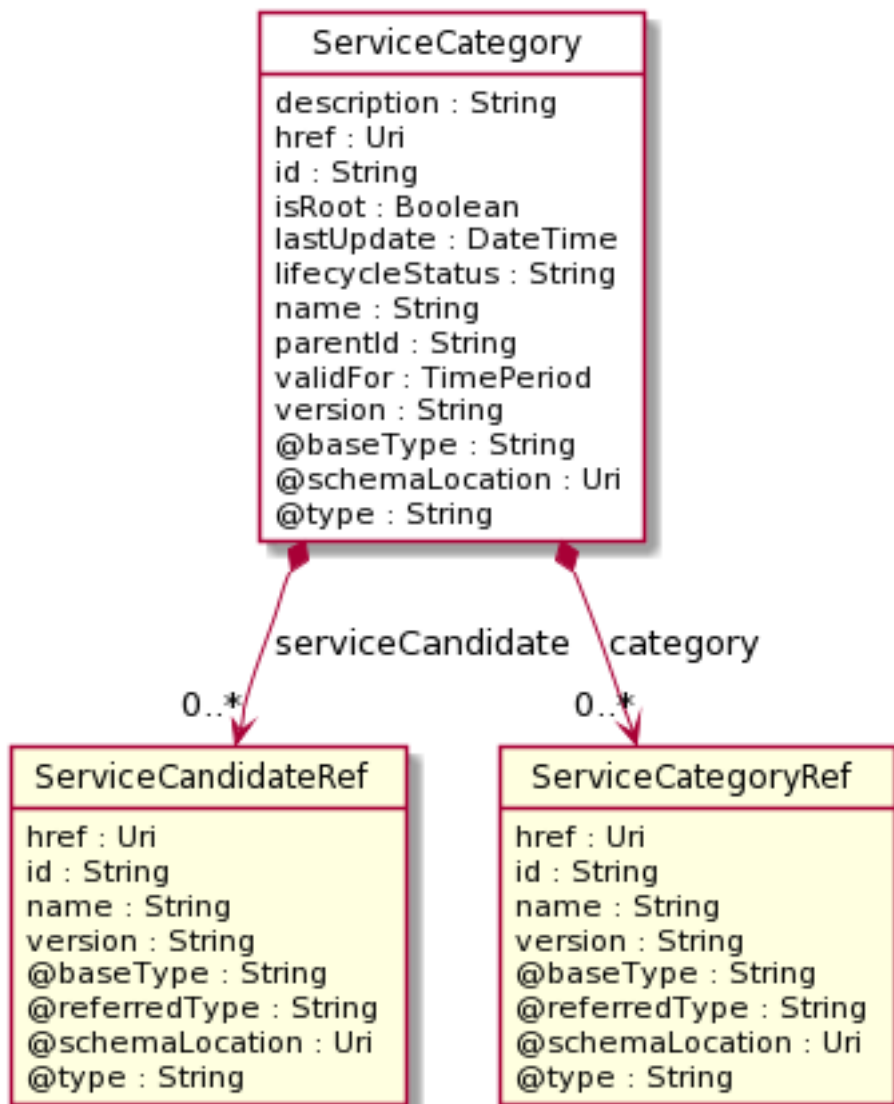 ServiceCategory
description : String
href : Uri
id : String
isRoot : Boolean
lastUpdate : DateTime
lifecycleStatus : String
name : String
parentId : String
validFor : TimePeriod
version : String
@baseType : String
@schemaLocation : Uri
@type : String
serviceCandidate
category
0..*
0..*
ServiceCandidateRef
href : Uri
id : String
name : String
version : String
@baseType : String
@referredType : String
@schemaLocation : Uri
@type : String
ServiceCategoryRef
href : Uri
id : String
name : String
version : String
@baseType : String
@referredType : String
@schemaLocation : Uri
@type : String